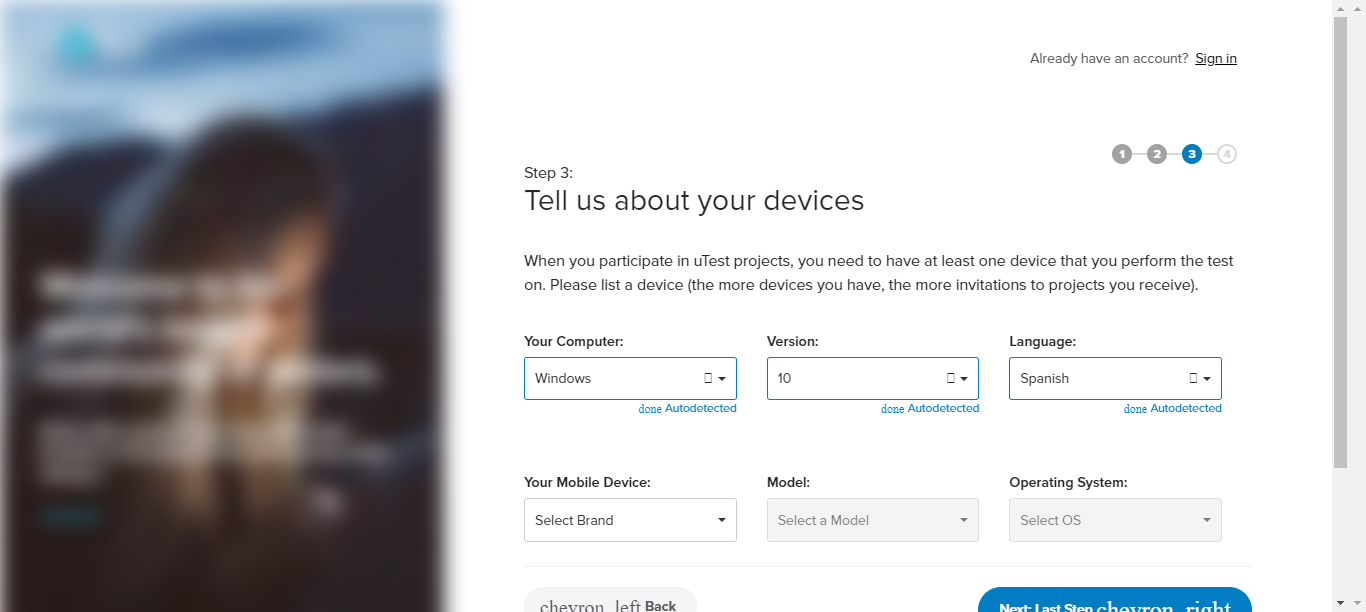 Already have an account? Sign in
1 2 3 4
Step 3:
Tell us about your devices
When you participate in uTest projects, you need to have at least one device that you perform the test
on. Please list a device (the more devices you have, the more invitations to projects you receive).
Your Computer: Version: Language:
Windows 10 Spanish
done Autodetected done Autodetected done Autodetected
Your Mobile Device: Model: Operating System:
Select Brand Select a Model Select OS
chevron_left Back Next: Last Step chevron_right